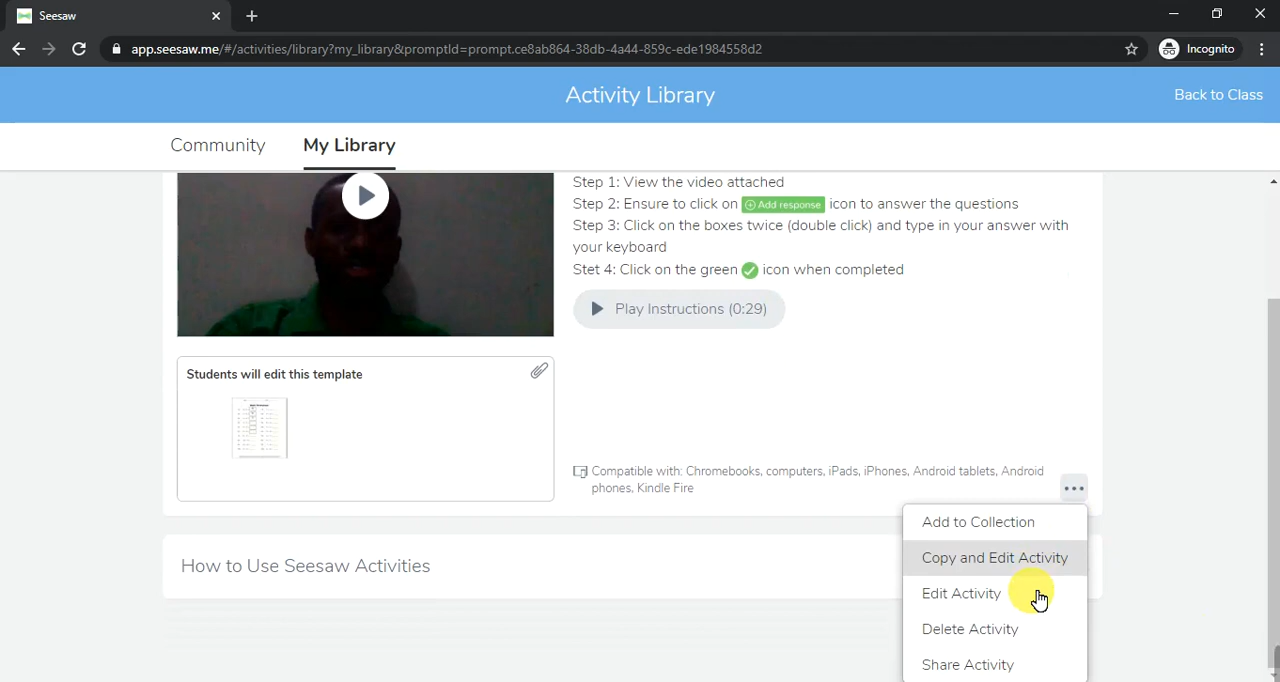 Seesaw
app.seesaw.me/#/activities/library?my_library&promptId=prompt.ce8ab864-38db-4a44-859c-ede1984558d2
Incognito
Activity Library
Back to Class
Community
My Library
Step 1: View the video attached
Step 2: Ensure to click on Add response icon to answer the questions
Step 3: Click on the boxes twice (double click) and type in your answer with
your keyboard
Stet 4: Click on the green icon when completed
Play Instructions (0:29)
Students will edit this template
Compatible with: Chromebooks, computers, iPads, iPhones, Android tablets, Android
phones, Kindle Fire
Add to Collection
Copy and Edit Activity
Edit Activity
Delete Activity
Share Activity
How to Use Seesaw Activities